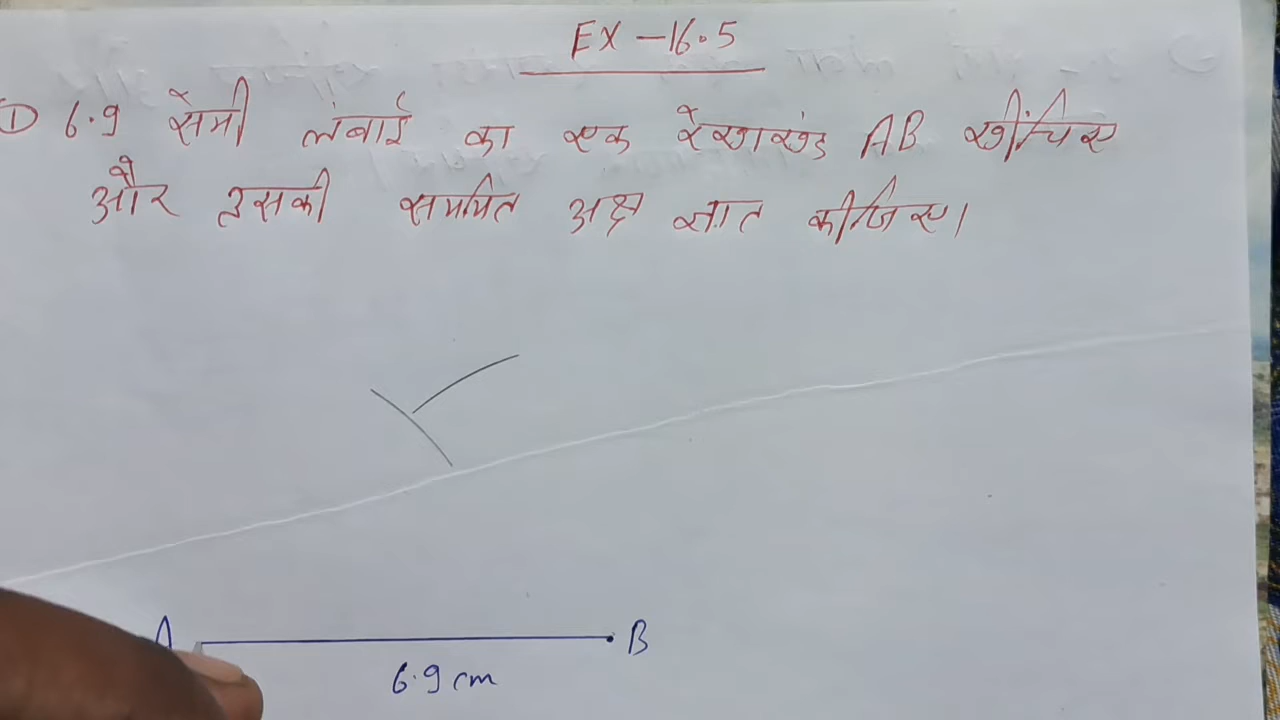 EX - 16.5
① 6.9 सेमी लंबाई का एक रेखाखंड AB खींचिए
और इसकी सममित अक्ष ज्ञात कीजिए।
A B
6.9 cm